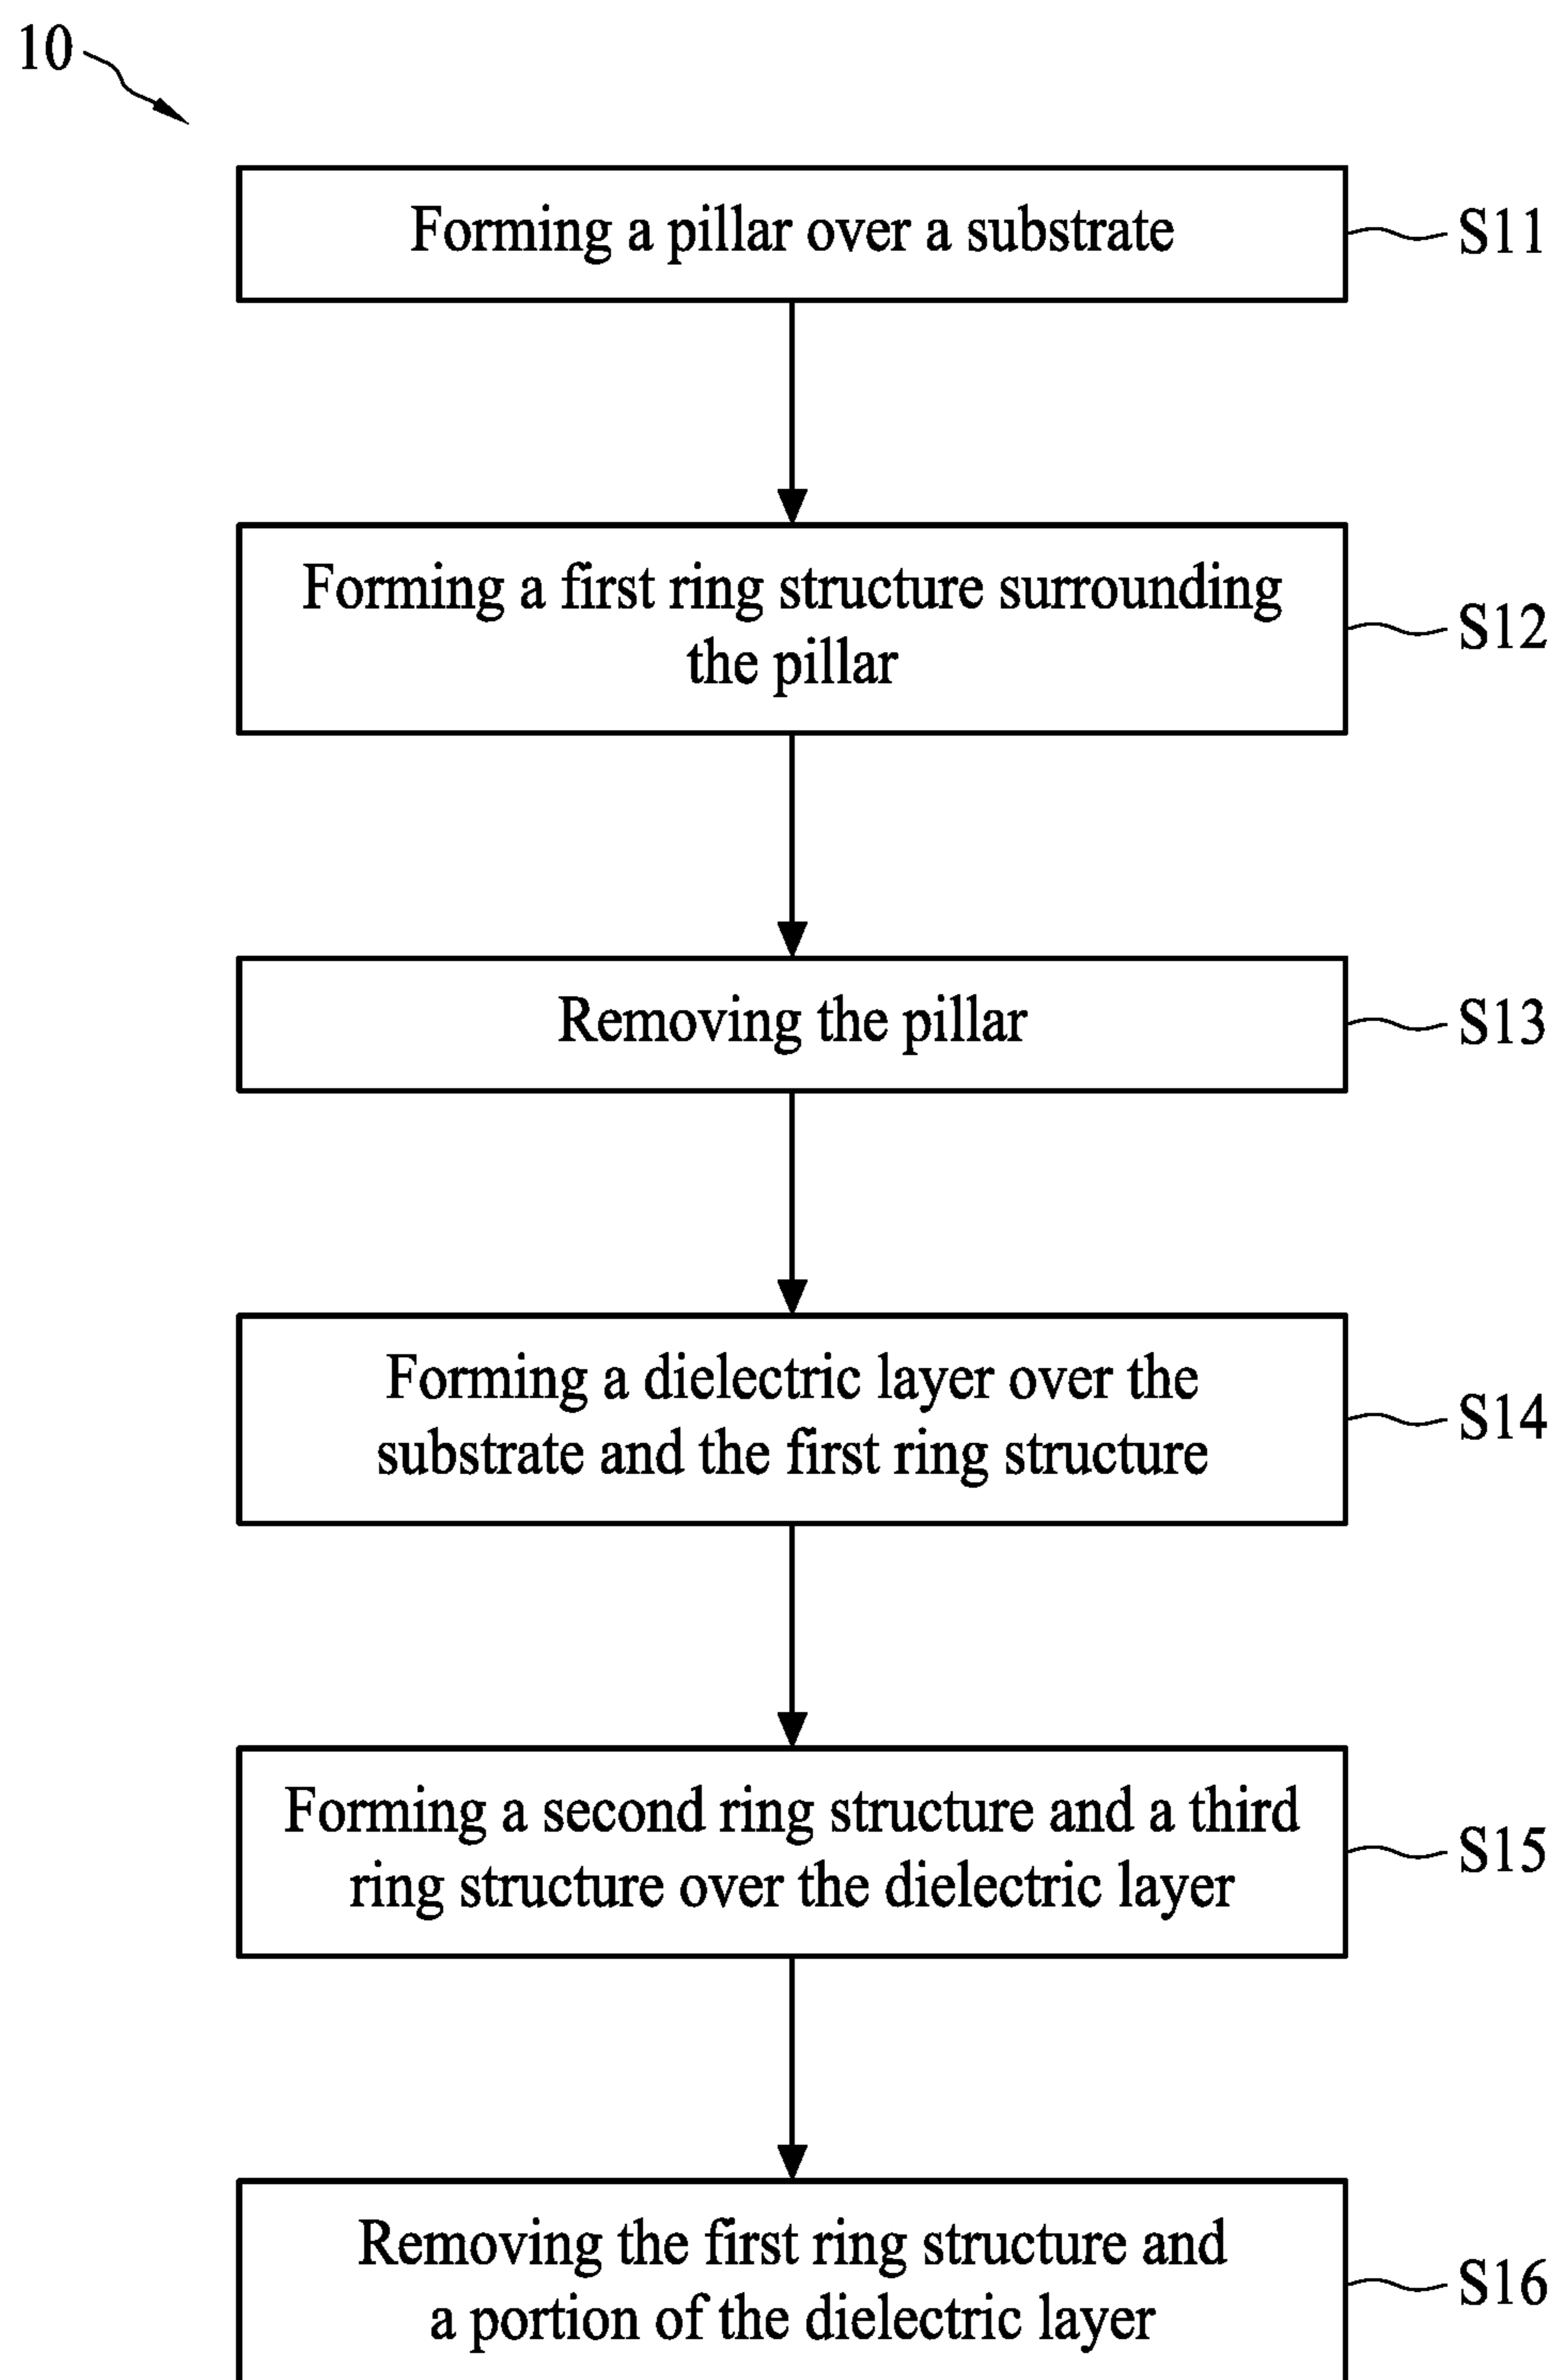 10
Forming a pillar over a substrate
S11
Forming a first ring structure surrounding
the pillar
S12
Removing the pillar
S13
Forming a dielectric layer over the
substrate and the first ring structure
S14
Forming a second ring structure and a third
ring structure over the dielectric layer
S15
Removing the first ring structure and
a portion of the dielectric layer
S16